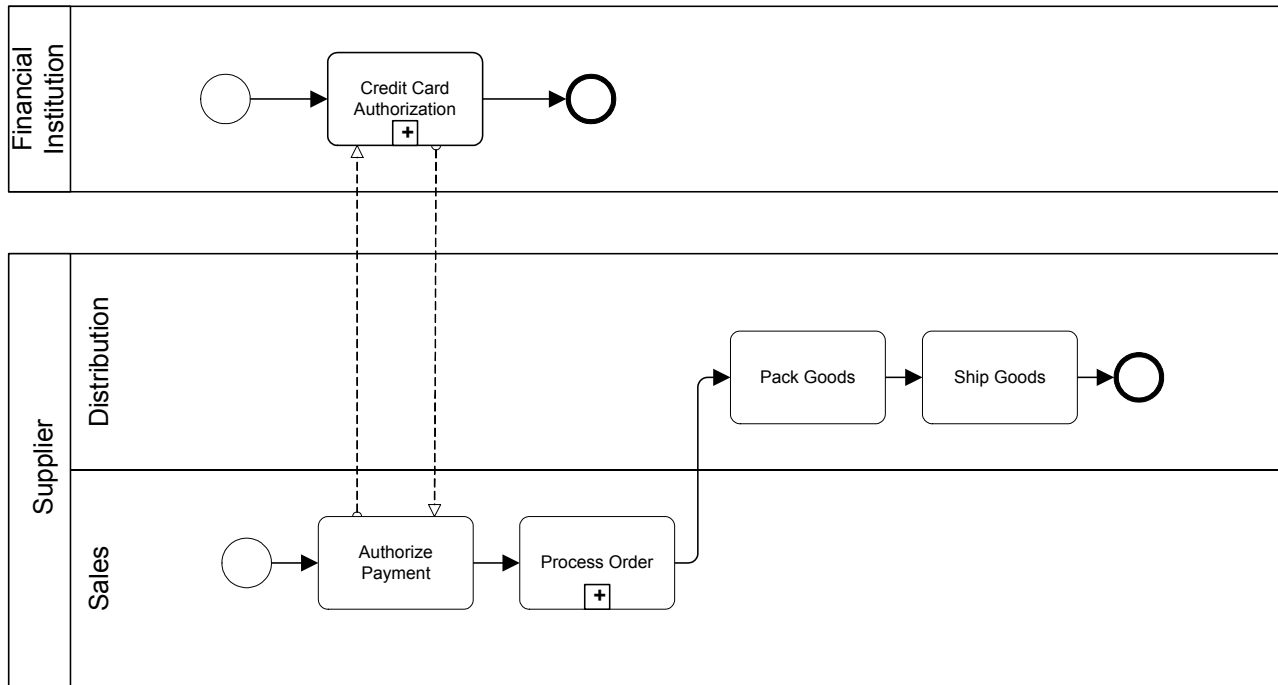 Financial
Institution
Credit Card
Authorization
+
Supplier
Distribution
Pack Goods
Ship Goods
Sales
Authorize
Payment
Process Order
+